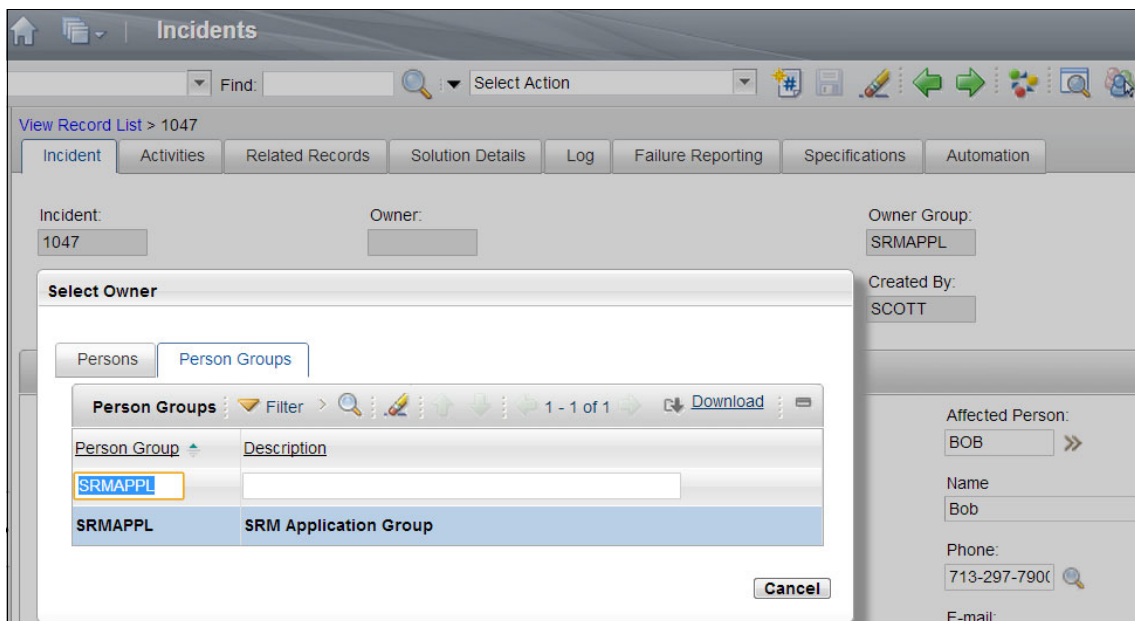 Incidents
Find: Select Action
View Record List > 1047
Incident Activities Related Records Solution Details Log Failure Reporting Specifications Automation
Incident: Owner: Owner Group:
1047 SRMAPPL
Created By:
SCOTT
Select Owner
Persons Person Groups
Person Groups Filter > 1 - 1 of 1 Download
Person Group Description
SRMAPPL
SRMAPPL SRM Application Group
Cancel
Affected Person:
BOB
Name
Bob
Phone:
713-297-790(
E-mail: